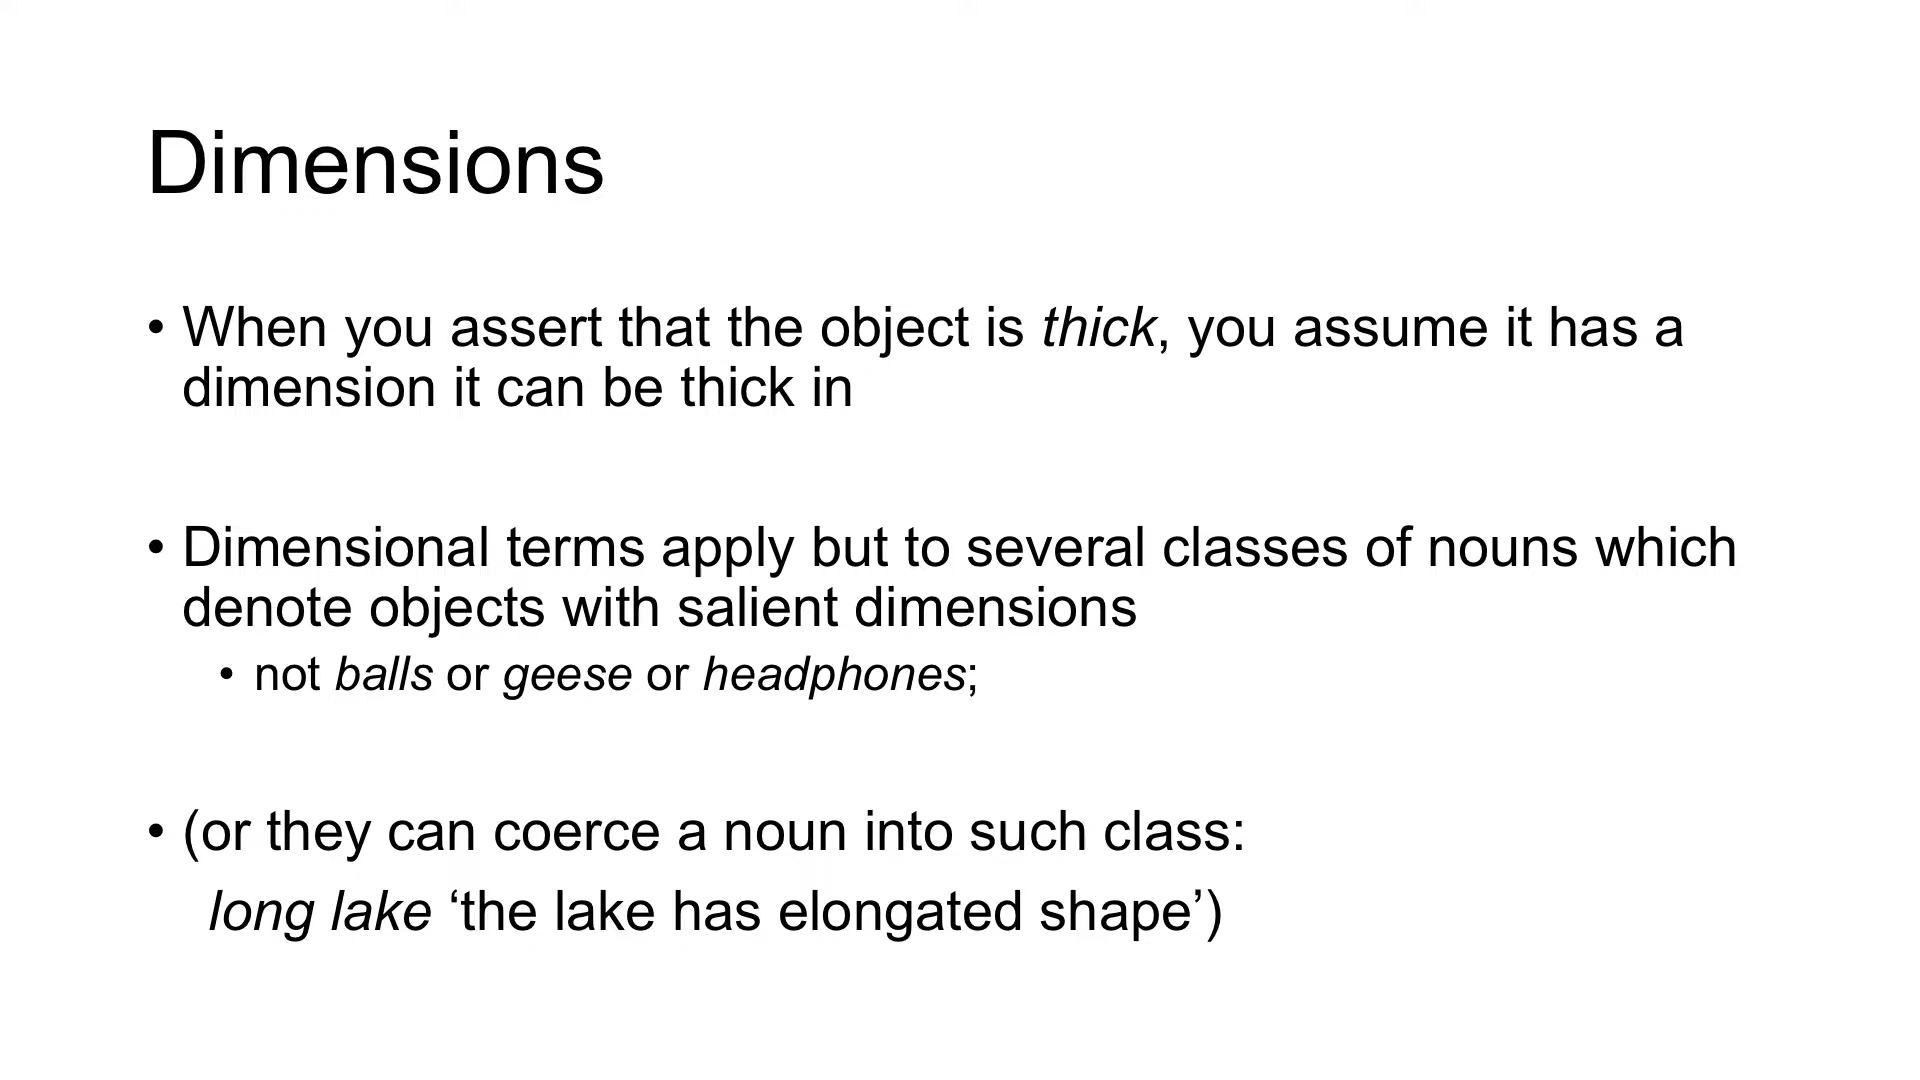 Dimensions
• When you assert that the object is thick, you assume it has a
dimension it can be thick in
• Dimensional terms apply but to several classes of nouns which
denote objects with salient dimensions
• not balls or geese or headphones;
• (or they can coerce a noun into such class:
long lake ‘the lake has elongated shape’)